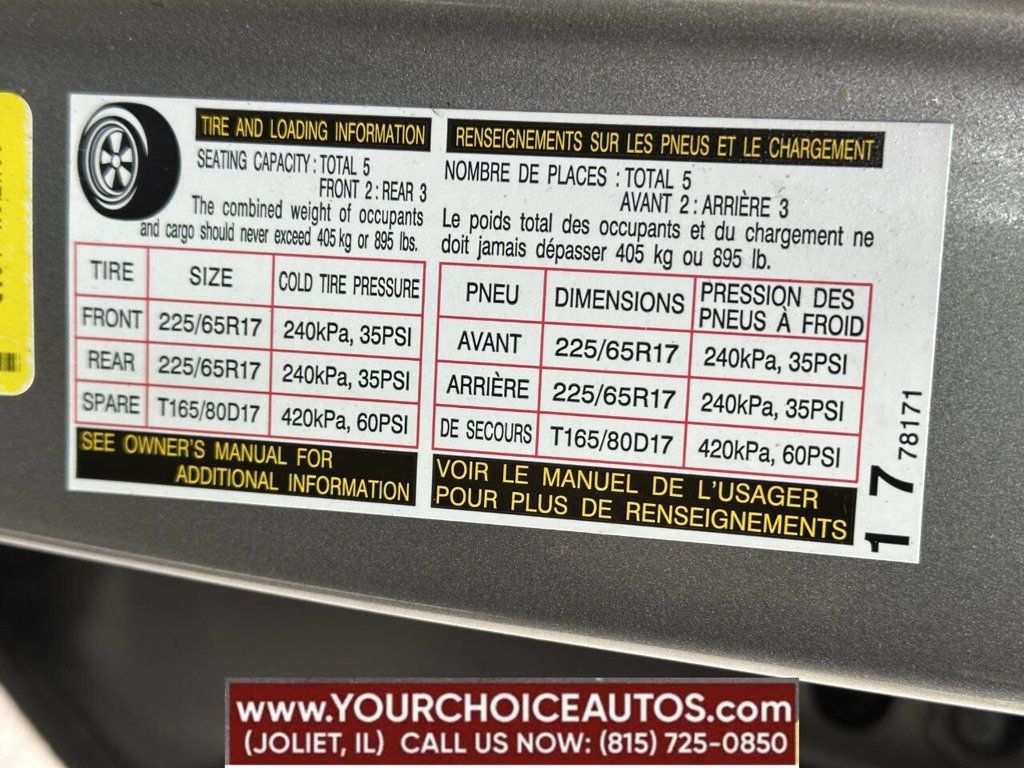 TIRE AND LOADING INFORMATION
SEATING CAPACITY : TOTAL 5
FRONT 2 : REAR 3
The combined weight of occupants
and cargo should never exceed 405 kg or 895 lbs.
TIRE SIZE COLD TIRE PRESSURE
FRONT 225/65R17 240kPa, 35PSI
REAR 225/65R17 240kPa, 35PSI
SPARE T165/80D17 420kPa, 60PSI
SEE OWNER'S MANUAL FOR
ADDITIONAL INFORMATION
RENSEIGNEMENTS SUR LES PNEUS ET LE CHARGEMENT
NOMBRE DE PLACES : TOTAL 5
AVANT 2 : ARRIÈRE 3
Le poids total des occupants et du chargement ne
doit jamais dépasser 405 kg ou 895 lb.
PNEU DIMENSIONS PRESSION DES
PNEUS À FROID
AVANT 225/65R17 240kPa, 35PSI
ARRIÈRE 225/65R17 240kPa, 35PSI
DE SECOURS T165/80D17 420kPa, 60PSI
VOIR LE MANUEL DE L'USAGER
POUR PLUS DE RENSEIGNEMENTS
1 7 78171
www.YOURCHOICEAUTOS.com
(JOLIET, IL) CALL US NOW: (815) 725-0850